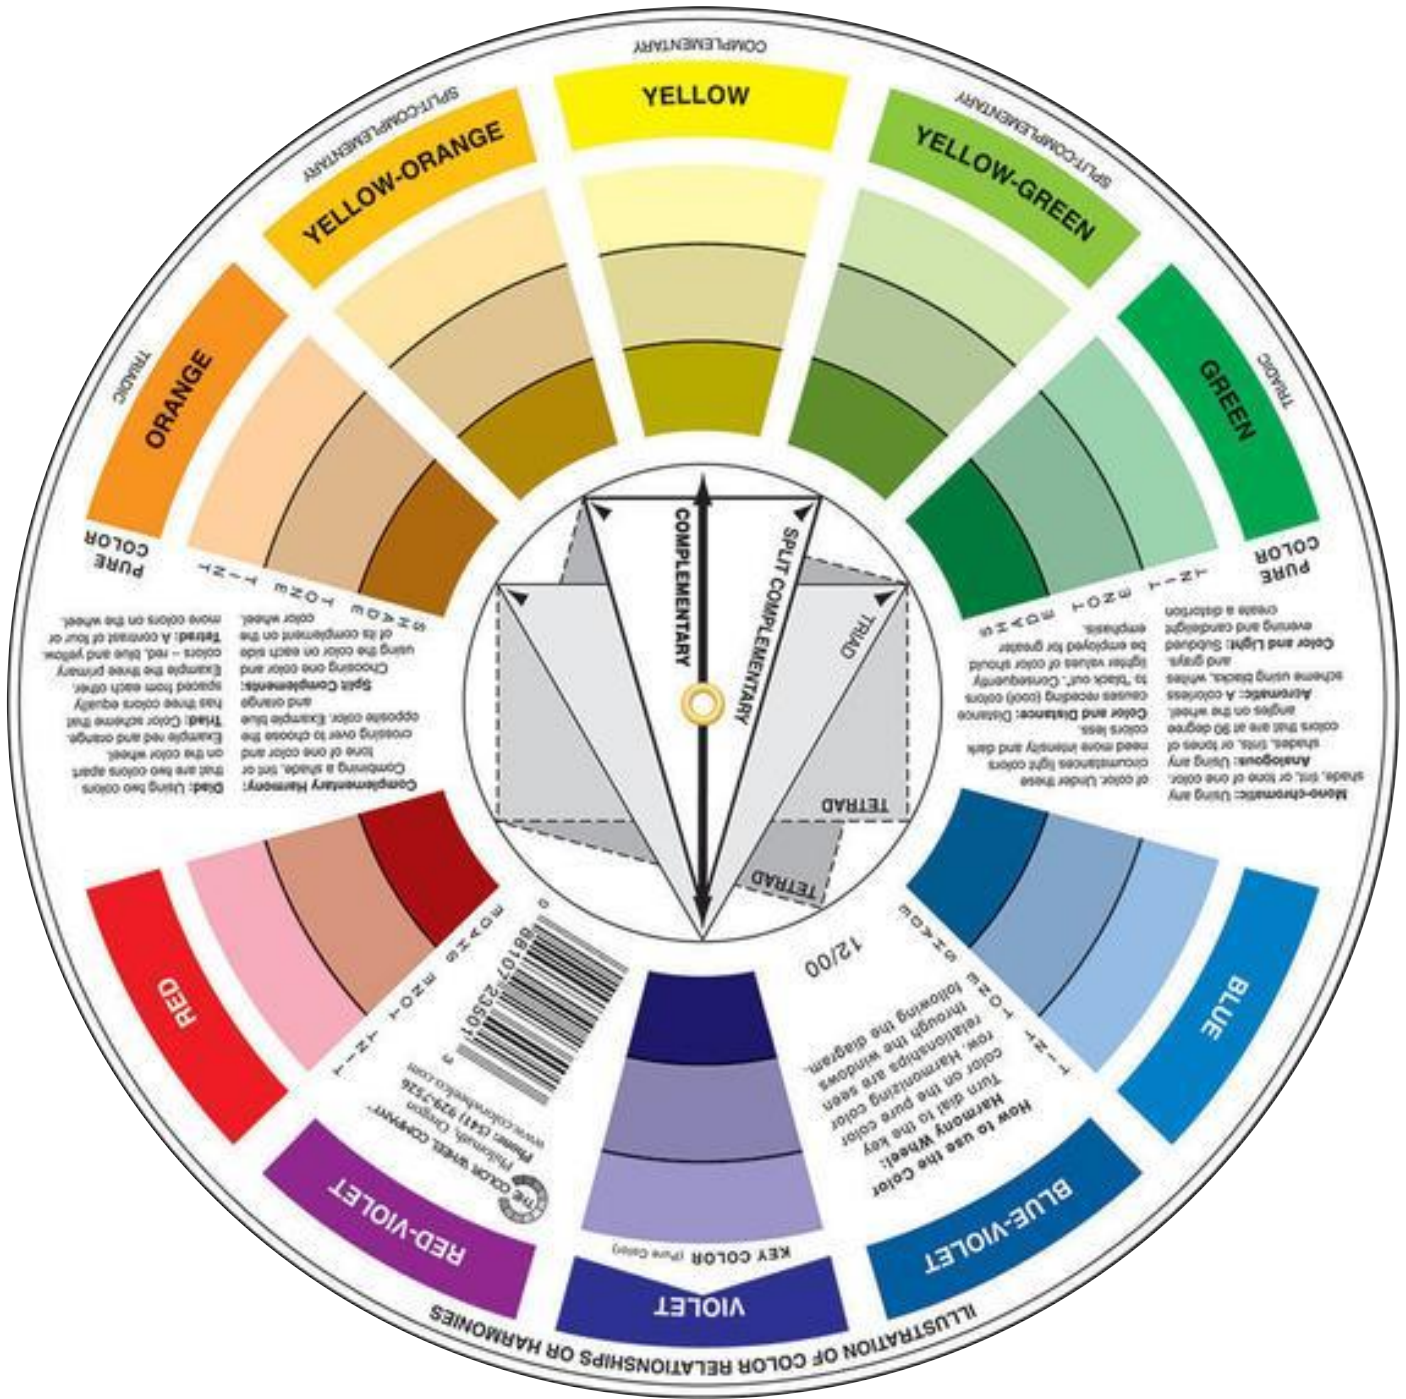 COMPLEMENTARY
SPLIT-COMPLEMENTARY
SPLIT-COMPLEMENTARY
TRIADIC
TRIADIC
YELLOW
YELLOW-ORANGE
YELLOW-GREEN
ORANGE
GREEN
PURE
COLOR
TINT
TONE
SHADE
PURE
COLOR
TINT
TONE
SHADE
COMPLEMENTARY
SPLIT COMPLEMENTARY
TRIAD
TETRAD
TETRAD
Mono-chromatic: Using any
shade, tint, or tone of one color.
Analogous: Using any
shades, tints, or tones of
colors that are at 90 degree
angles on the wheel.
Acromatic: A colorless
scheme using blacks, whites
and grays.
Color and Light: Subdued
evening and candlelight
create a distortion
of color. Under these
circumstances light colors
need more intensity and dark
colors less.
Color and Distance: Distance
causes receding (cool) colors
to "black out". Consequently
lighter values of color should
be employed for greater
emphasis.
Complementary Harmony:
Combining a shade, tint or
tone of one color and
crossing over to choose the
opposite color. Example blue
and orange
Split Complements:
Choosing one color and
using the color on each side
of its complement on the
color wheel.
Diad: Using two colors
that are two colors apart
on the color wheel.
Example red and orange.
Triad: Color scheme that
has three colors equally
spaced from each other.
Example the three primary
colors – red, blue and yellow.
Tetrad: A contrast of four or
more colors on the wheel.
RED
BLUE
SHADE
TONE
TINT
SHADE
TONE
TINT
How to use the Color
Harmony Wheel:
Turn dial to the key
color on the pure color
row. Harmonizing color
relationships are seen
through the windows
following the diagram.
12/00
THE COLOR WHEEL COMPANY™
Philomath, Oregon
Phone: (541) 929-7526
www.colorwheelco.com
0
88107 23501
3
RED-VIOLET
BLUE-VIOLET
KEY COLOR (Pure Color)
VIOLET
ILLUSTRATION OF COLOR RELATIONSHIPS OR HARMONIES